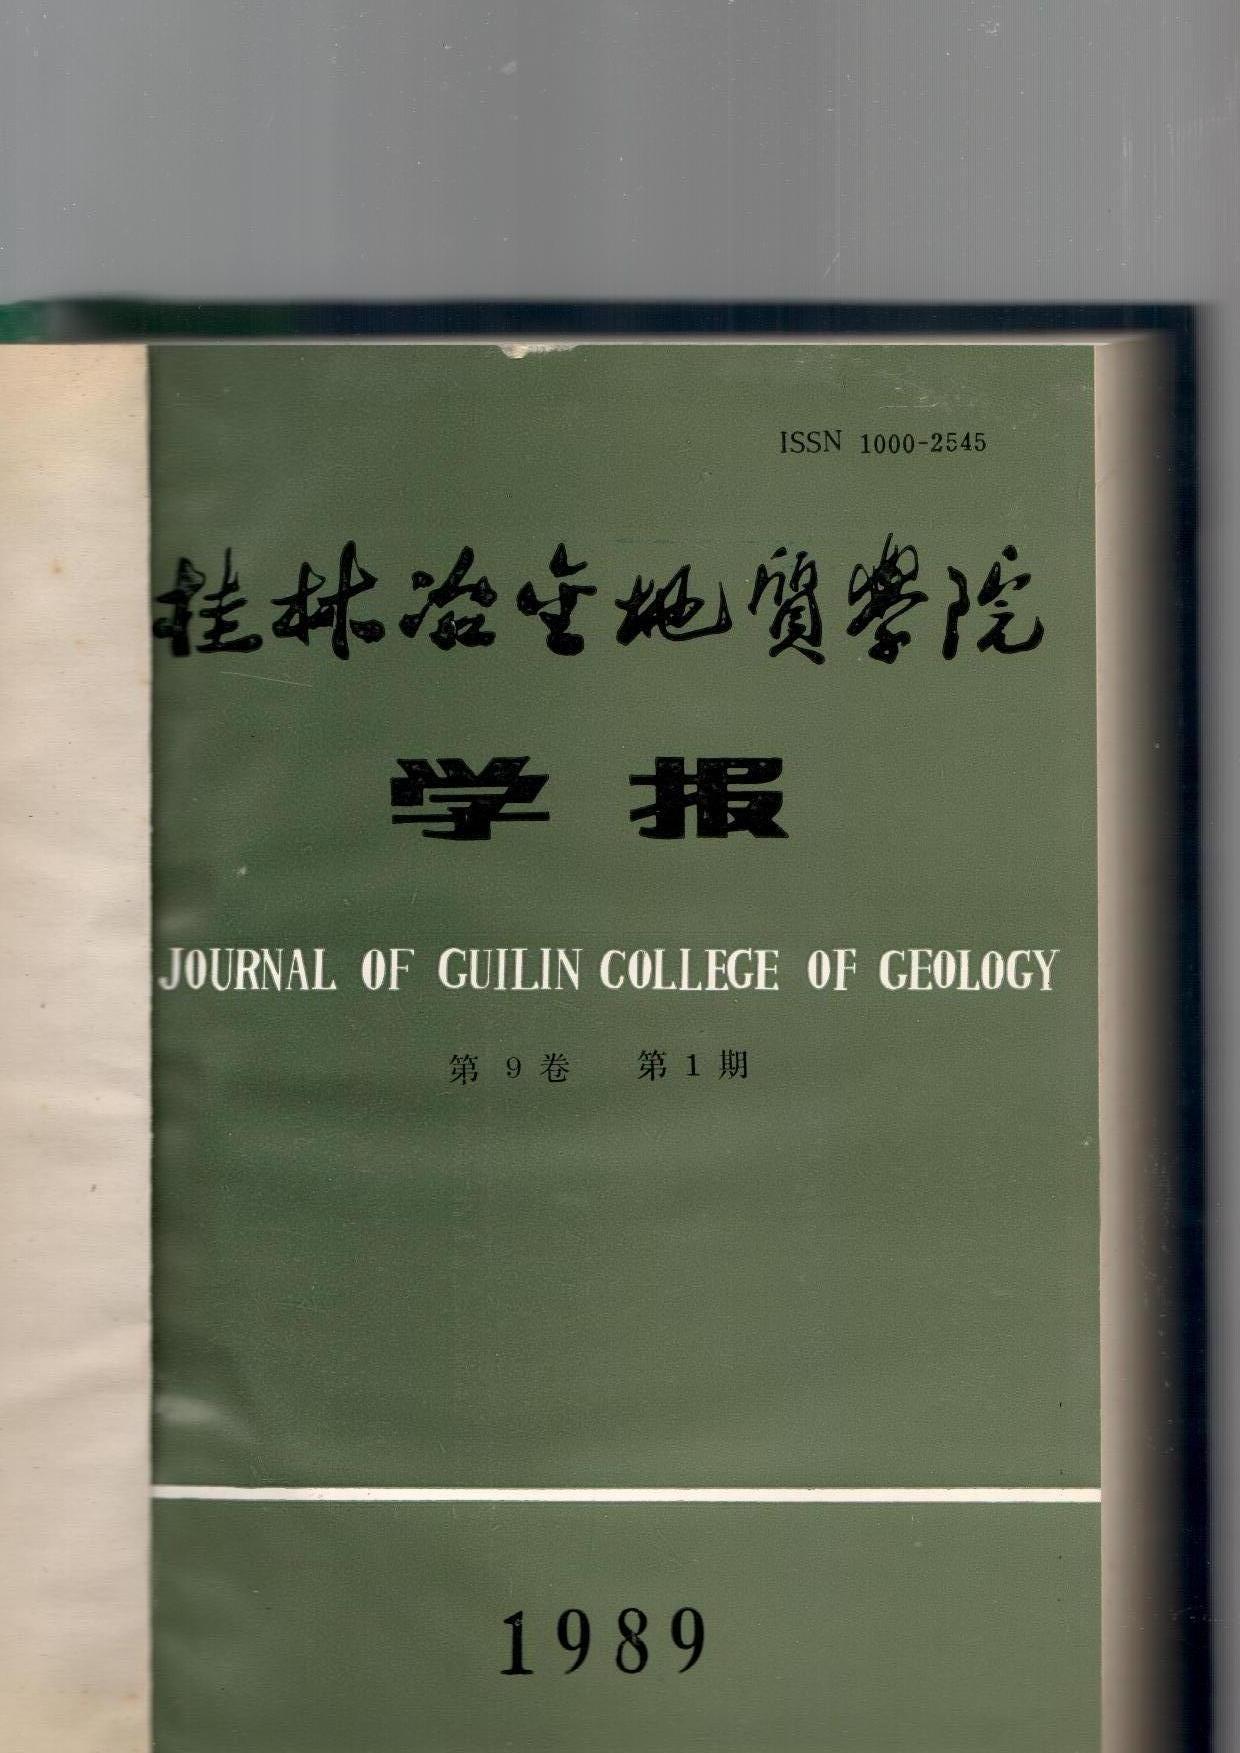 ISSN 1000-2545
桂林冶金地质學院
学报
JOURNAL OF GUILIN COLLEGE OF GEOLOGY
第9卷 第1期
1989